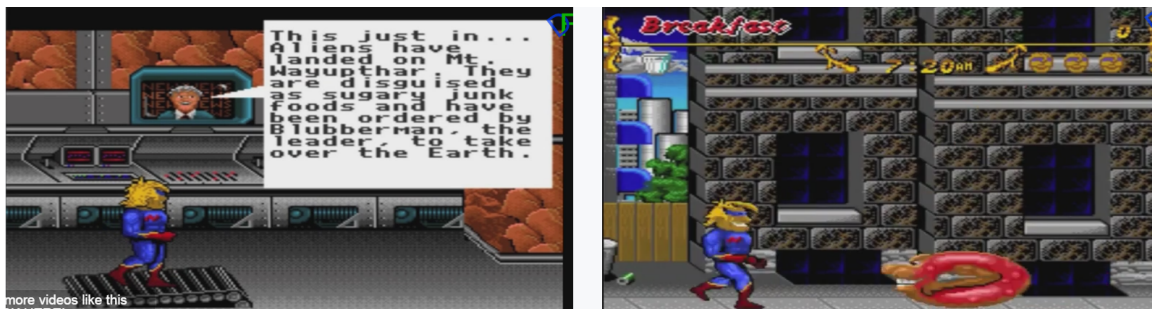 This just in...
Aliens have
landed on Mt.
Wayupthar. They
are disguised
as sugary junk
foods and have
been ordered by
Blubberman, the
leader, to take
over the Earth.
more videos like this
Breakfast
0
7:20AM